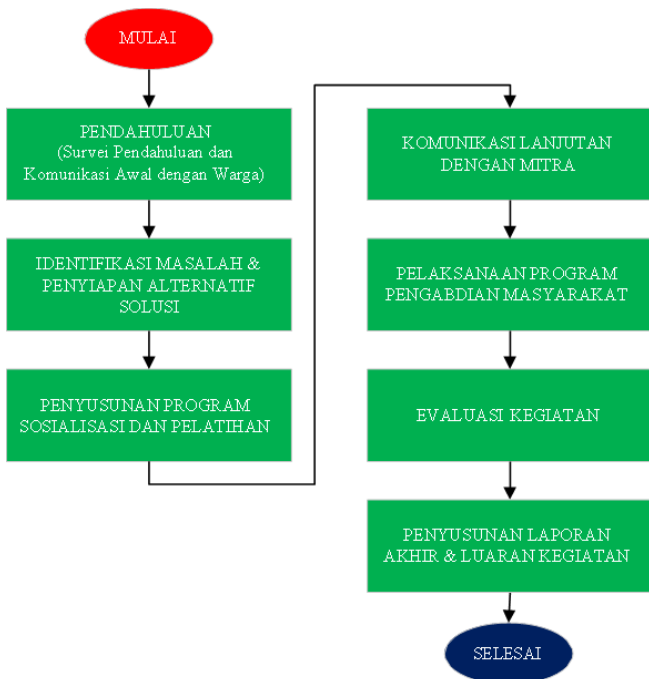 MULAI
PENDAHULUAN
(Survei Pendahuluan dan
Komunikasi Awal dengan Warga)
IDENTIFIKASI MASALAH &
PENYIAPAN ALTERNATIF
SOLUSI
PENYUSUNAN PROGRAM
SOSIALISASI DAN PELATIHAN
KOMUNIKASI LANJUTAN
DENGAN MITRA
PELAKSANAAN PROGRAM
PENGABDIAN MASYARAKAT
EVALUASI KEGIATAN
PENYUSUNAN LAPORAN
AKHIR & LUARAN KEGIATAN
SELESAI